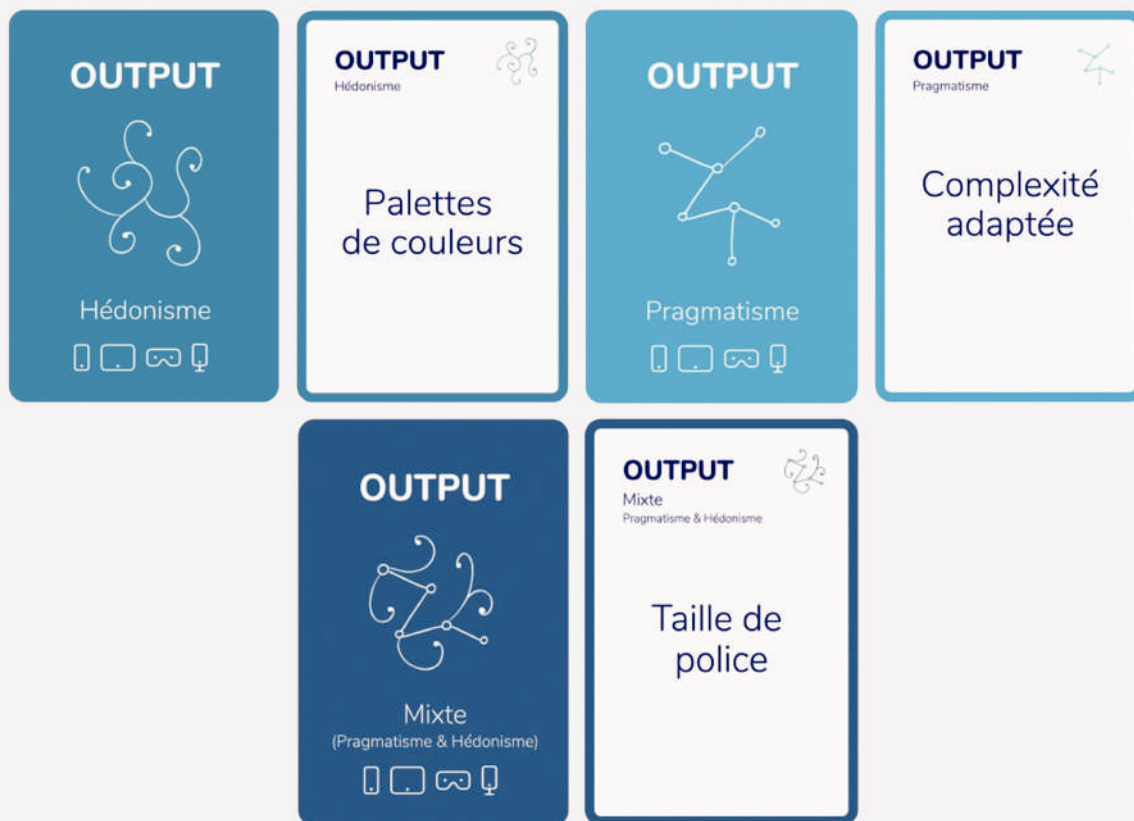 OUTPUT
Hédonisme
OUTPUT
Hédonisme
Palettes
de couleurs
OUTPUT
Pragmatisme
OUTPUT
Pragmatisme
Complexité
adaptée
OUTPUT
Mixte
(Pragmatisme & Hédonisme)
OUTPUT
Mixte
Pragmatisme & Hédonisme
Taille de
police